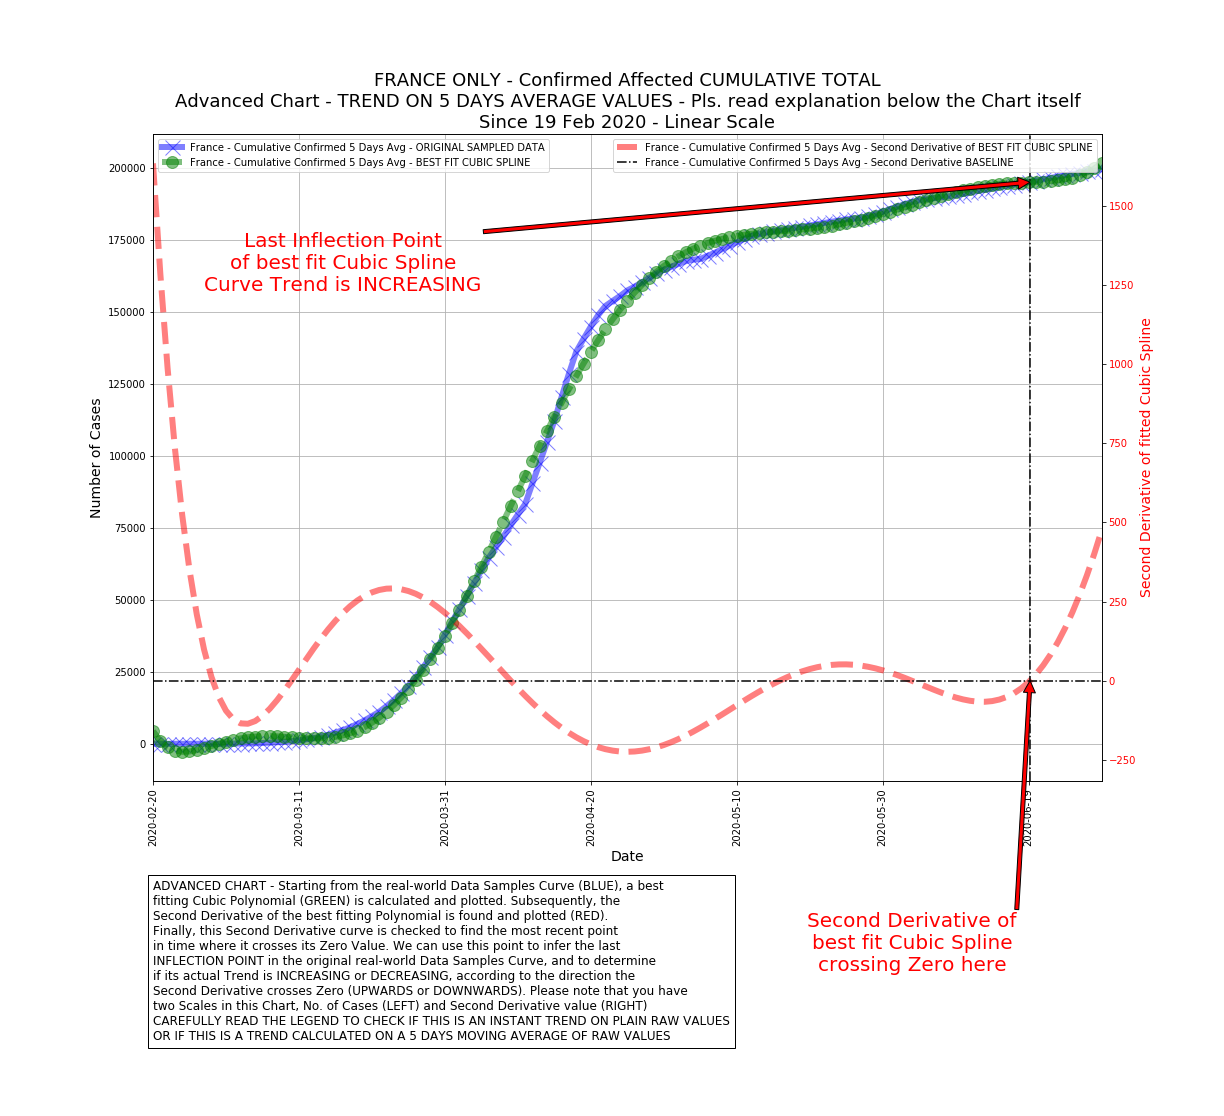 FRANCE ONLY - Confirmed Affected CUMULATIVE TOTAL
Advanced Chart - TREND ON 5 DAYS AVERAGE VALUES - Pls. read explanation below the Chart itself
Since 19 Feb 2020 - Linear Scale
France - Cumulative Confirmed 5 Days Avg - ORIGINAL SAMPLED DATA
France - Cumulative Confirmed 5 Days Avg - BEST FIT CUBIC SPLINE
France - Cumulative Confirmed 5 Days Avg - Second Derivative of BEST FIT CUBIC SPLINE
France - Cumulative Confirmed 5 Days Avg - Second Derivative BASELINE
Last Inflection Point
of best fit Cubic Spline
Curve Trend is INCREASING
Number of Cases
200000
175000
150000
125000
100000
75000
50000
25000
0
Second Derivative of fitted Cubic Spline
1500
1250
1000
750
500
250
0
−250
2020-02-20
2020-03-11
2020-03-31
2020-04-20
2020-05-10
2020-05-30
2020-06-19
Date
ADVANCED CHART - Starting from the real-world Data Samples Curve (BLUE), a best
fitting Cubic Polynomial (GREEN) is calculated and plotted. Subsequently, the
Second Derivative of the best fitting Polynomial is found and plotted (RED).
Finally, this Second Derivative curve is checked to find the most recent point
in time where it crosses its Zero Value. We can use this point to infer the last
INFLECTION POINT in the original real-world Data Samples Curve, and to determine
if its actual Trend is INCREASING or DECREASING, according to the direction the
Second Derivative crosses Zero (UPWARDS or DOWNWARDS). Please note that you have
two Scales in this Chart, No. of Cases (LEFT) and Second Derivative value (RIGHT)
CAREFULLY READ THE LEGEND TO CHECK IF THIS IS AN INSTANT TREND ON PLAIN RAW VALUES
OR IF THIS IS A TREND CALCULATED ON A 5 DAYS MOVING AVERAGE OF RAW VALUES
Second Derivative of
best fit Cubic Spline
crossing Zero here